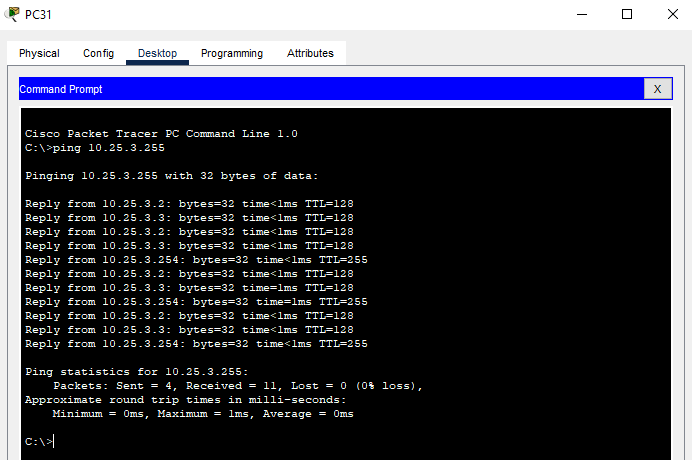 PC31
Physical Config Desktop Programming Attributes
Command Prompt X
Cisco Packet Tracer PC Command Line 1.0
C:\>ping 10.25.3.255
Pinging 10.25.3.255 with 32 bytes of data:
Reply from 10.25.3.2: bytes=32 time<1ms TTL=128
Reply from 10.25.3.3: bytes=32 time<1ms TTL=128
Reply from 10.25.3.2: bytes=32 time<1ms TTL=128
Reply from 10.25.3.3: bytes=32 time<1ms TTL=128
Reply from 10.25.3.254: bytes=32 time<1ms TTL=255
Reply from 10.25.3.2: bytes=32 time<1ms TTL=128
Reply from 10.25.3.3: bytes=32 time=1ms TTL=128
Reply from 10.25.3.254: bytes=32 time=1ms TTL=255
Reply from 10.25.3.2: bytes=32 time<1ms TTL=128
Reply from 10.25.3.3: bytes=32 time<1ms TTL=128
Reply from 10.25.3.254: bytes=32 time<1ms TTL=255
Ping statistics for 10.25.3.255:
Packets: Sent = 4, Received = 11, Lost = 0 (0% loss),
Approximate round trip times in milli-seconds:
Minimum = 0ms, Maximum = 1ms, Average = 0ms
C:\>